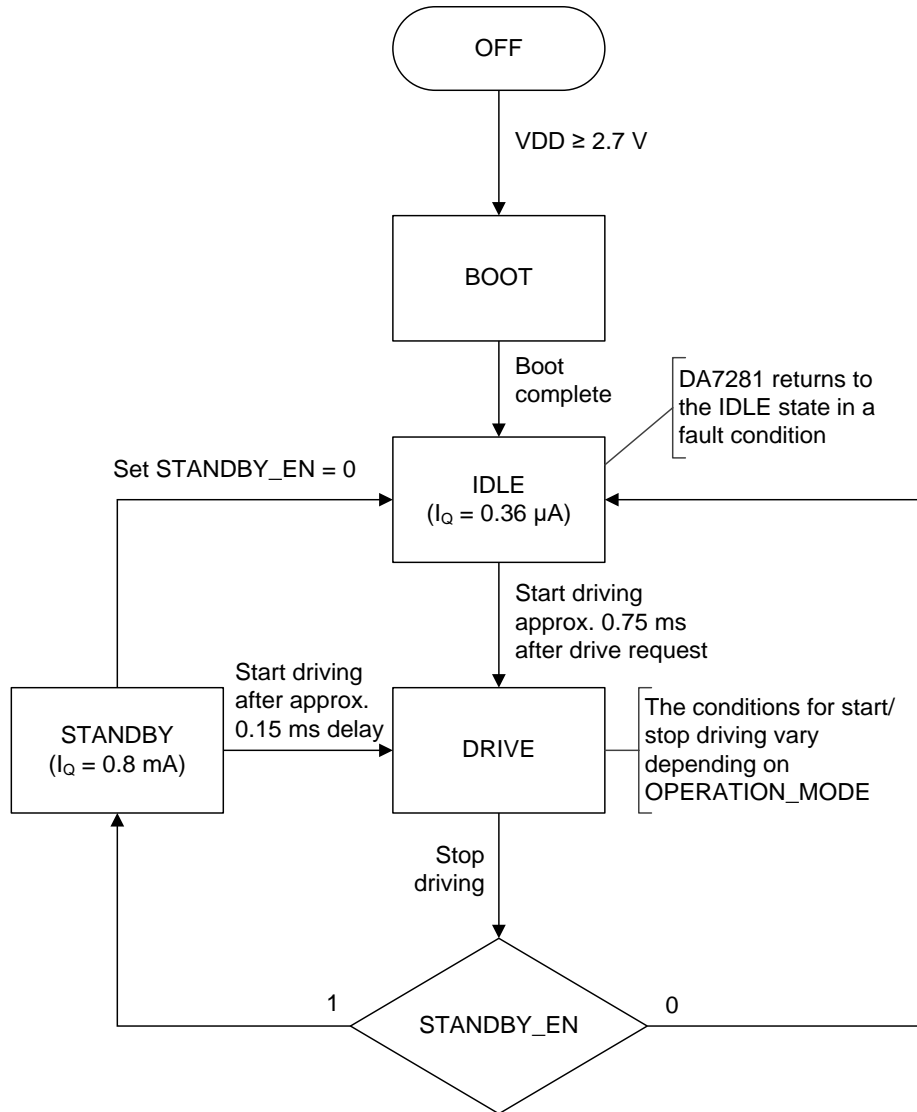 OFF
VDD ≥ 2.7 V
BOOT
Boot
complete
DA7281 returns to
the IDLE state in a
fault condition
Set STANDBY_EN = 0
IDLE
(IQ = 0.36 µA)
Start driving
approx. 0.75 ms
after drive request
Start driving
after approx.
0.15 ms delay
STANDBY
(IQ = 0.8 mA)
DRIVE
The conditions for start/
stop driving vary
depending on
OPERATION_MODE
Stop
driving
1
STANDBY_EN
0